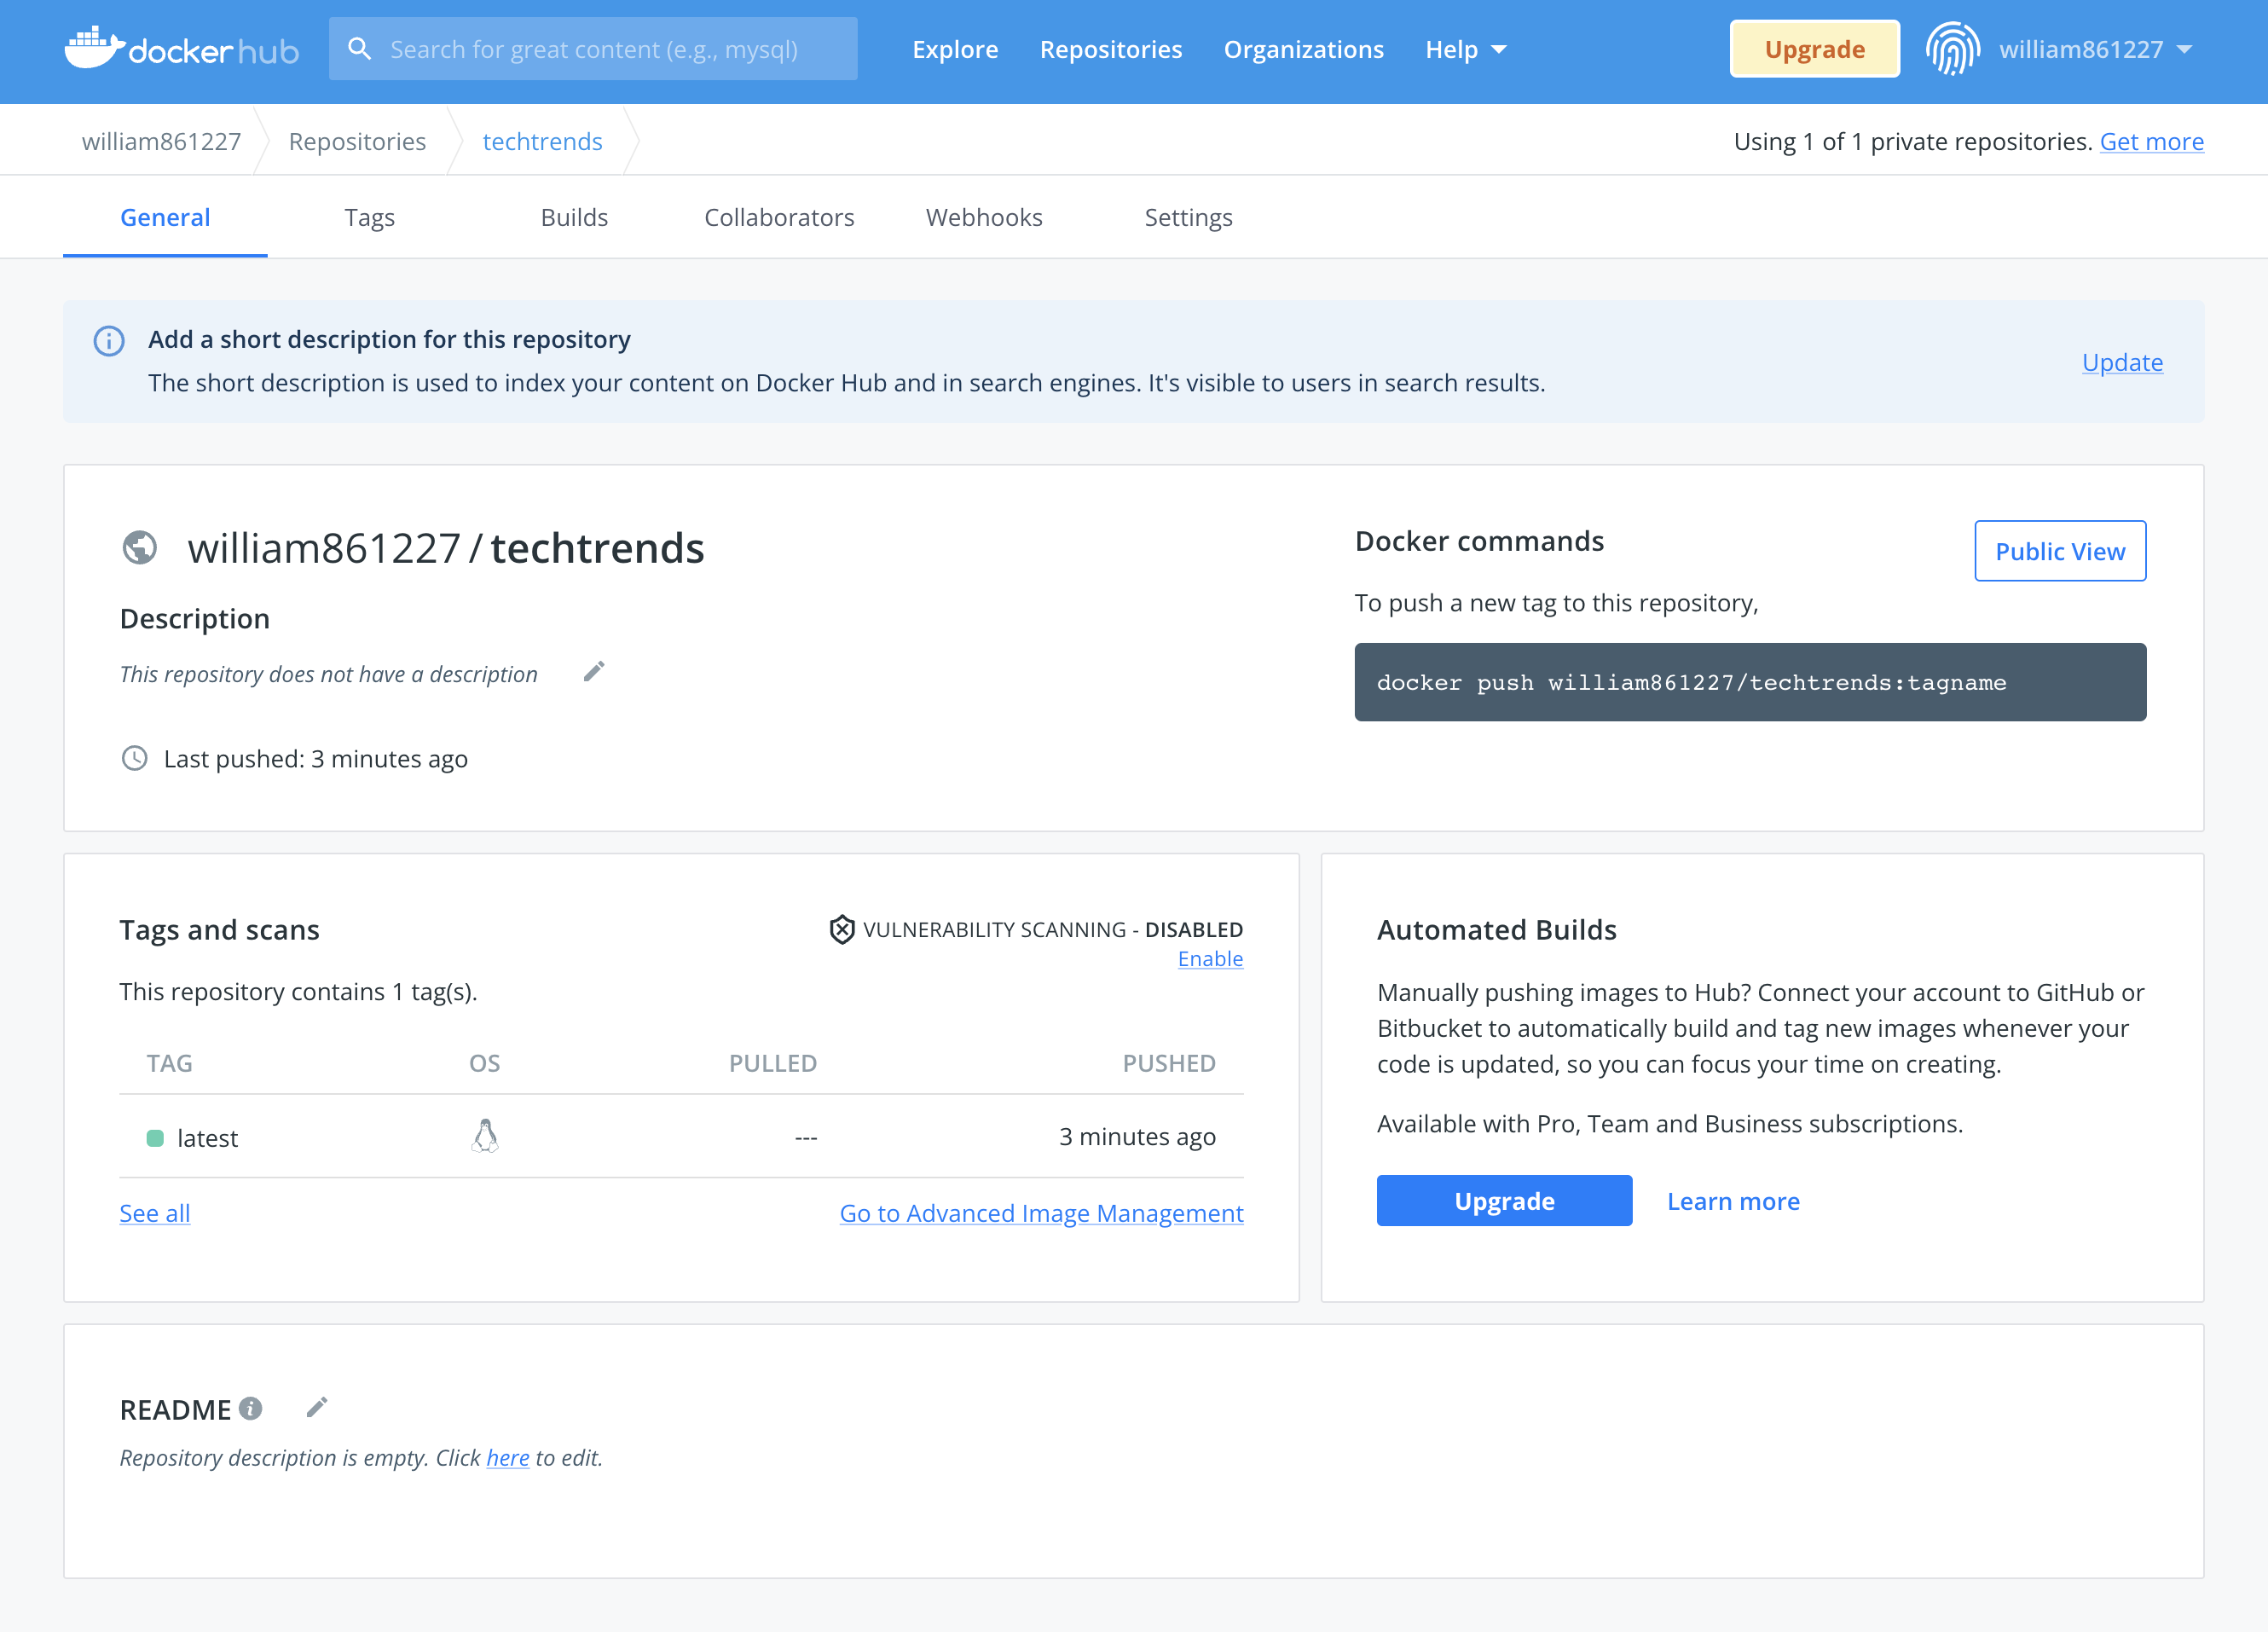 dockerhub
Search for great content (e.g., mysql)
Explore
Repositories
Organizations
Help
Upgrade
william861227
william861227
Repositories
techtrends
Using 1 of 1 private repositories. Get more
General
Tags
Builds
Collaborators
Webhooks
Settings
Add a short description for this repository
The short description is used to index your content on Docker Hub and in search engines. It's visible to users in search results.
Update
william861227 / techtrends
Description
This repository does not have a description
Last pushed: 3 minutes ago
Docker commands
Public View
To push a new tag to this repository,
docker push william861227/techtrends:tagname
Tags and scans
VULNERABILITY SCANNING - DISABLED
Enable
This repository contains 1 tag(s).
TAG OS PULLED PUSHED
latest --- 3 minutes ago
See all
Go to Advanced Image Management
Automated Builds
Manually pushing images to Hub? Connect your account to GitHub or
Bitbucket to automatically build and tag new images whenever your
code is updated, so you can focus your time on creating.
Available with Pro, Team and Business subscriptions.
Upgrade
Learn more
README
Repository description is empty. Click here to edit.